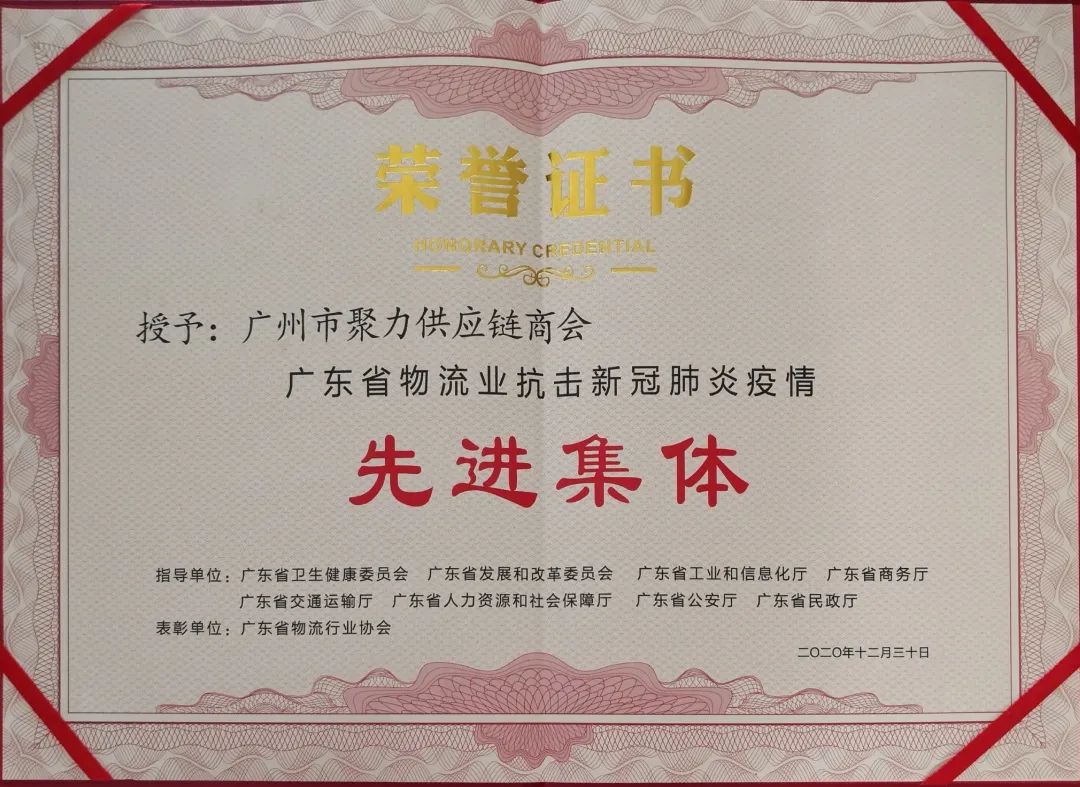 荣誉证书
HONORARY CREDENTIAL
授予：广州市聚力供应链商会
广东省物流业抗击新冠肺炎疫情
先进集体
指导单位：广东省卫生健康委员会 广东省发展和改革委员会 广东省工业和信息化厅 广东省商务厅
广东省交通运输厅 广东省人力资源和社会保障厅 广东省公安厅 广东省民政厅
表彰单位：广东省物流行业协会
二〇二〇年十二月三十日